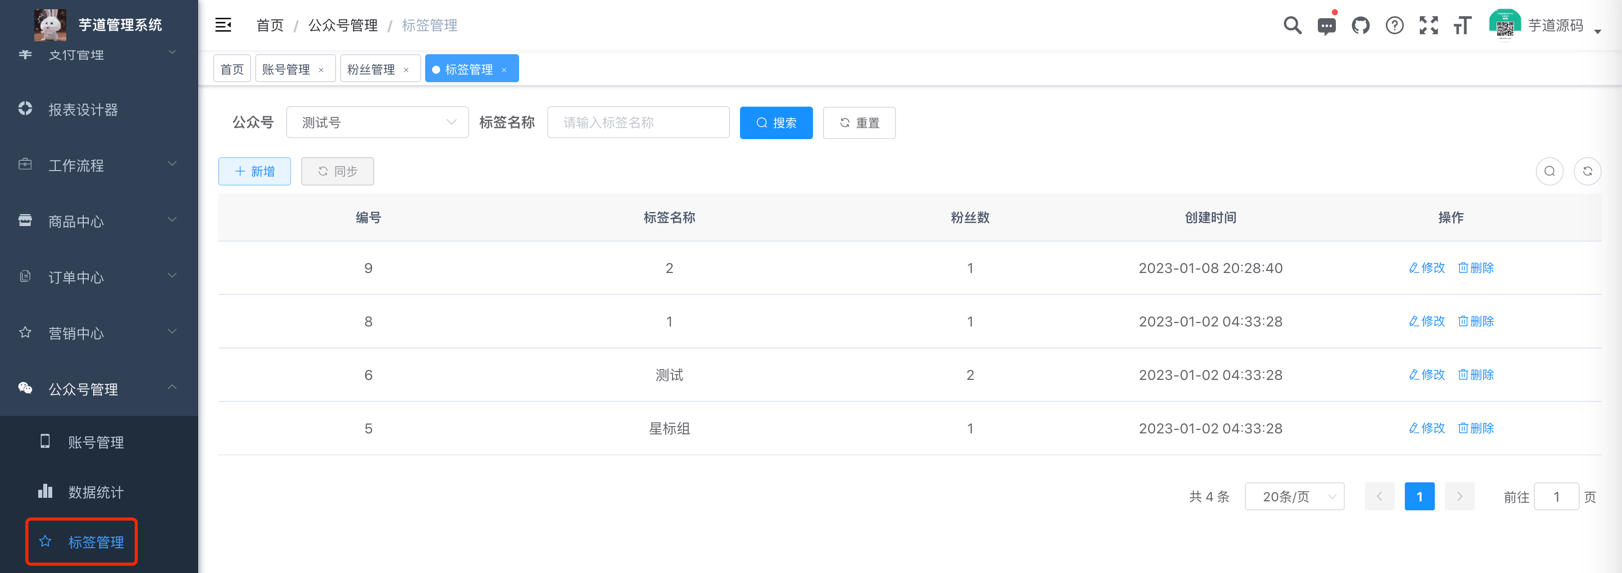 芋道管理系统
支付管理
报表设计器
工作流程
商品中心
订单中心
营销中心
公众号管理
账号管理
数据统计
标签管理
首页 / 公众号管理 / 标签管理
芋道源码
首页 账号管理 × 粉丝管理 × 标签管理 ×
公众号 测试号 标签名称 请输入标签名称 搜索 重置
+ 新增 同步
编号 标签名称 粉丝数 创建时间 操作
9 2 1 2023-01-08 20:28:40 修改 删除
8 1 1 2023-01-02 04:33:28 修改 删除
6 测试 2 2023-01-02 04:33:28 修改 删除
5 星标组 1 2023-01-02 04:33:28 修改 删除
共 4 条 20条/页 < 1 > 前往 1 页